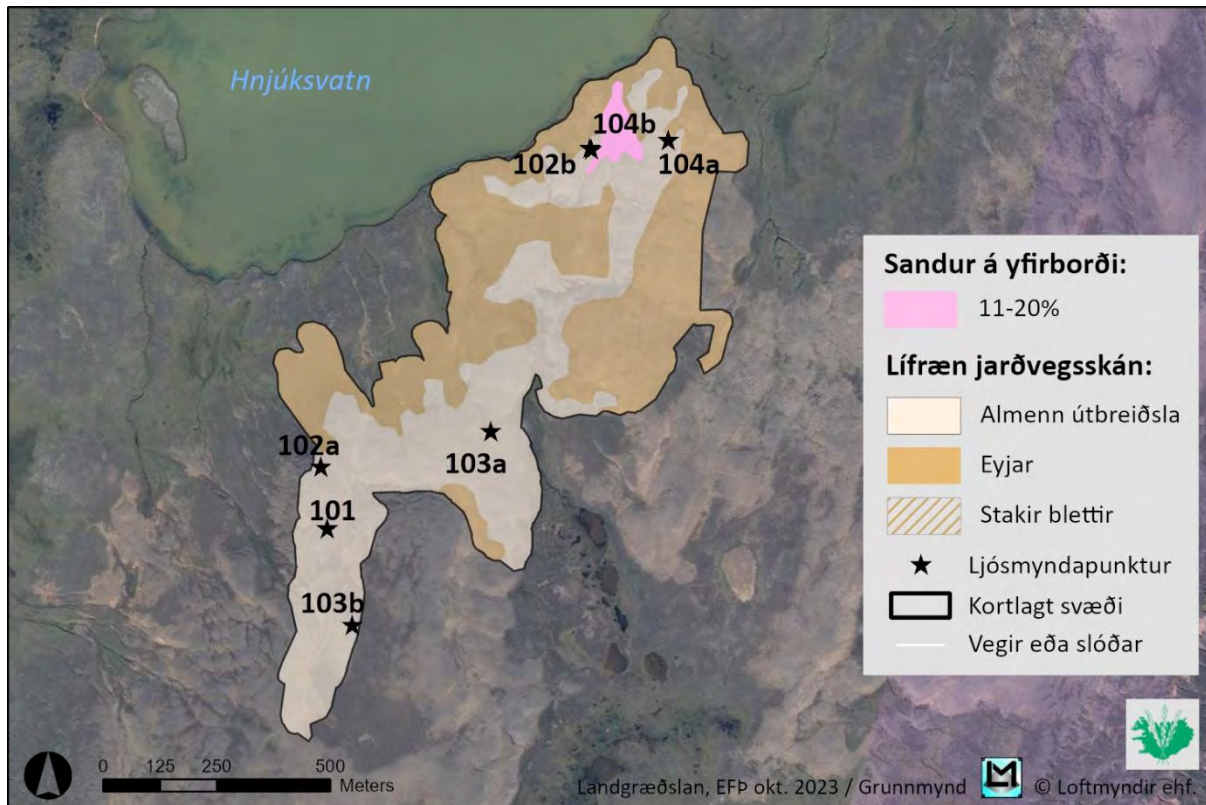 Hnjúksvatn
104b
102b
104a
102a
103a
101
103b
Sandur á yfirborði:
11-20%
Lífræn jarðvegsskán:
Almenn útbreiðsla
Eyjar
Stakir blettir
Ljósmyndapunktur
Kortlagt svæði
Vegir eða slóðar
0 125 250 500
Meters
Landgræðslan, EFÞ okt. 2023 / Grunnmynd LM © Loftmyndir ehf.